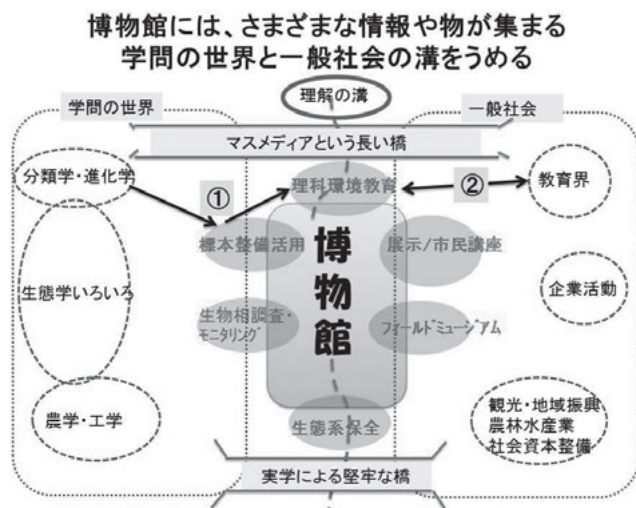 博物館には、さまざまな情報や物が集まる
学問の世界と一般社会の溝をうめる
学問の世界
理解の溝
一般社会
マスメディアという長い橋
分類学・進化学
①
理科環境教育
②
教育界
標本整備活用
博物館
展示/市民講座
生態学いろいろ
企業活動
生物相調査・
モニタリング
フィールドミュージアム
農学・工学
生態系保全
観光・地域振興
農林水産業
社会資本整備
実学による堅牢な橋